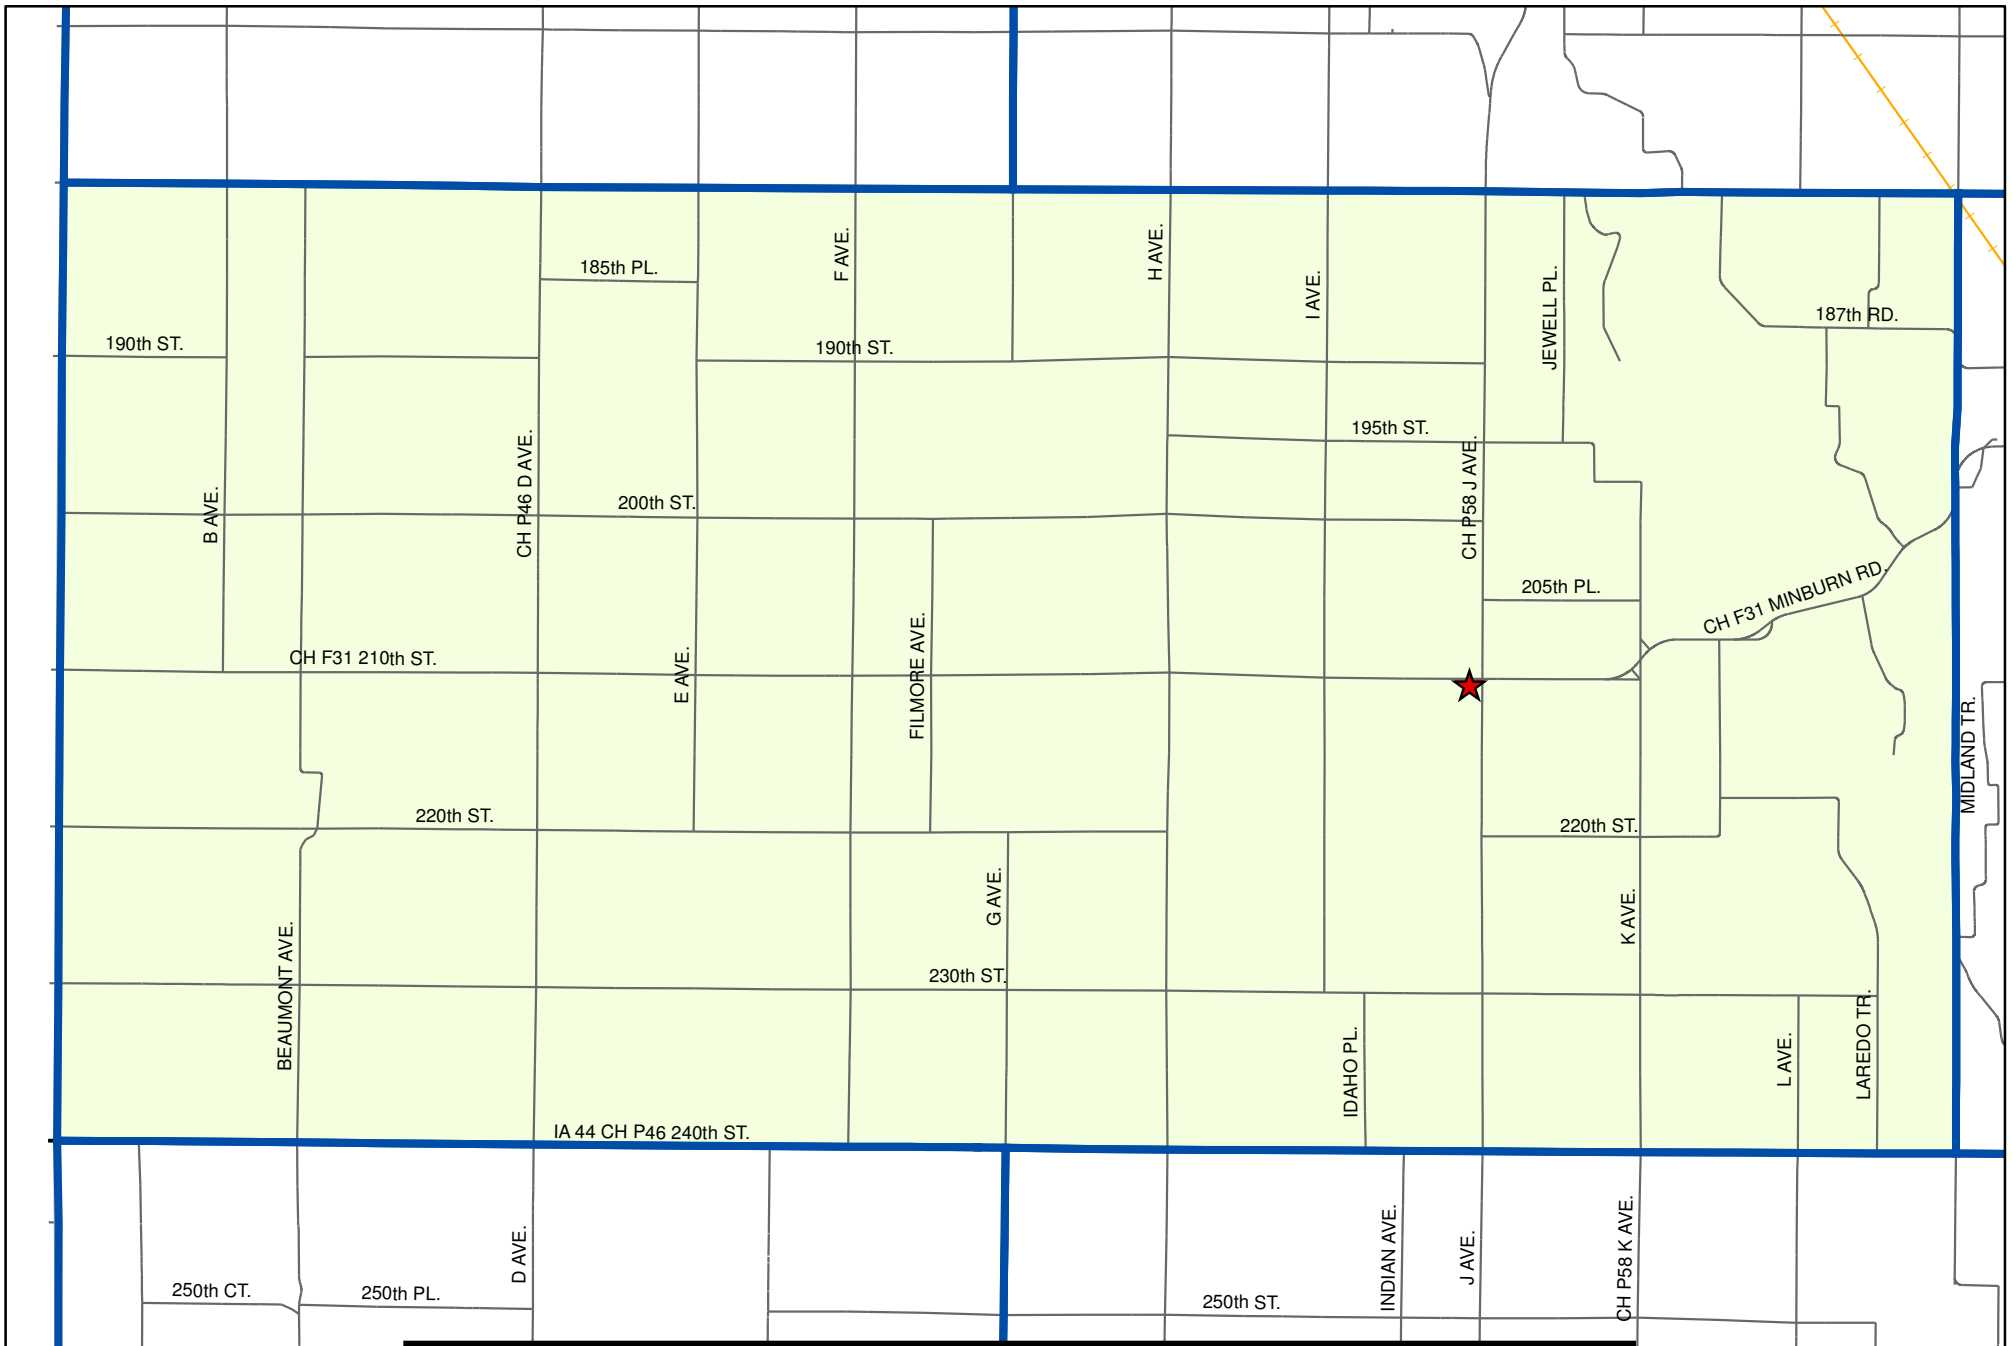 F AVE.
H AVE.
185th PL.
I AVE.
JEWELL PL.
187th RD.
190th ST.
190th ST.
195th ST.
B AVE.
CH P46 D AVE.
200th ST.
CH P58 J AVE.
205th PL.
CH F31 MINBURN RD.
CH F31 210th ST.
E AVE.
FILMORE AVE.
MIDLAND TR.
220th ST.
220th ST.
G AVE.
K AVE.
BEAUMONT AVE.
230th ST.
IDAHO PL.
L AVE.
LAREDO TR.
IA 44 CH P46 240th ST.
D AVE.
INDIAN AVE.
J AVE.
CH P58 K AVE.
250th CT.
250th PL.
250th ST.